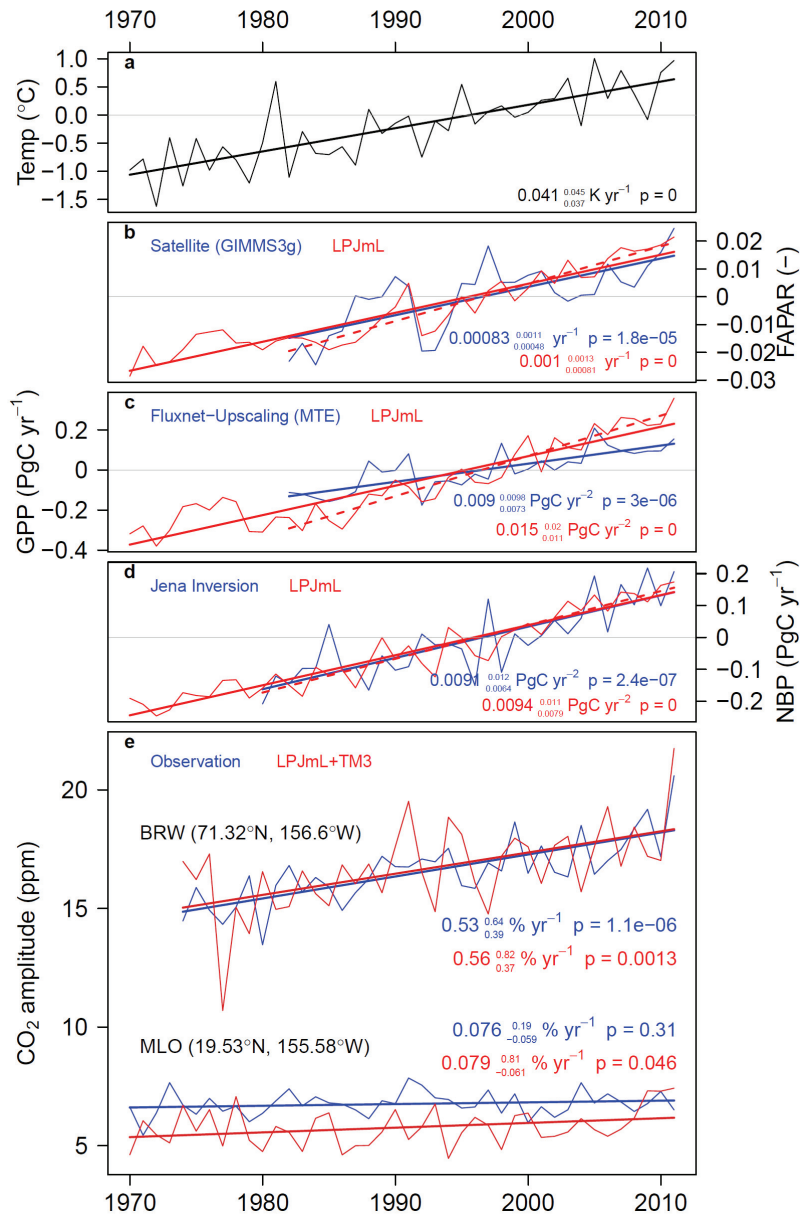 1970 1980 1990 2000 2010
a
1.0
0.5
0.0
−0.5
−1.0
−1.5
Temp (°C)
0.041 0.045 0.037 K yr−1 p = 0
b
Satellite (GIMMS3g) LPJmL
0.02
0.01
0
−0.01
−0.02
−0.03
FAPAR (−)
0.00083 0.0011 0.00048 yr−1 p = 1.8e−05
0.001 0.0013 0.00081 yr−1 p = 0
c
Fluxnet−Upscaling (MTE) LPJmL
0.2
0
−0.2
−0.4
GPP (PgC yr−1)
0.009 0.0098 0.0073 PgC yr−2 p = 3e−06
0.015 0.02 0.011 PgC yr−2 p = 0
d
Jena Inversion LPJmL
0.2
0.1
0
−0.1
−0.2
NBP (PgC yr−1)
0.0091 0.012 0.0064 PgC yr−2 p = 2.4e−07
0.0094 0.011 0.0079 PgC yr−2 p = 0
e
Observation LPJmL+TM3
20
15
10
5
CO2 amplitude (ppm)
BRW (71.32°N, 156.6°W)
0.53 0.64 0.39 % yr−1 p = 1.1e−06
0.56 0.82 0.37 % yr−1 p = 0.0013
MLO (19.53°N, 155.58°W)
0.076 0.19 −0.059 % yr−1 p = 0.31
0.079 0.81 −0.061 % yr−1 p = 0.046
1970 1980 1990 2000 2010